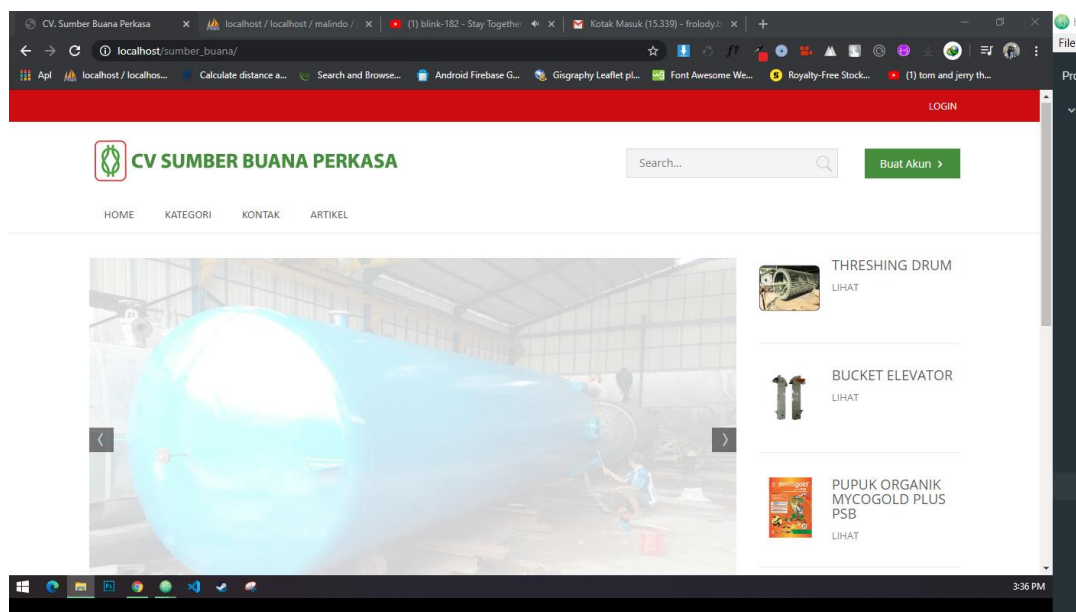 CV. Sumber Buana Perkasa
localhost / localhost / malindo /
(1) blink-182 - Stay Together
Kotak Masuk (15.339) - frolody.b
localhost/sumber_buana/
File
Apl
localhost / localhos...
Calculate distance a...
Search and Browse...
Android Firebase G...
Gisgraphy Leaflet pl...
Font Awesome We...
Royalty-Free Stock...
(1) tom and jerry th...
Pro
LOGIN
CV SUMBER BUANA PERKASA
Search...
Buat Akun >
HOME
KATEGORI
KONTAK
ARTIKEL
THRESHING DRUM
LIHAT
BUCKET ELEVATOR
LIHAT
mycogold
PUPUK ORGANIK
MYCOGOLD PLUS
PSB
LIHAT
Ps
3:36 PM